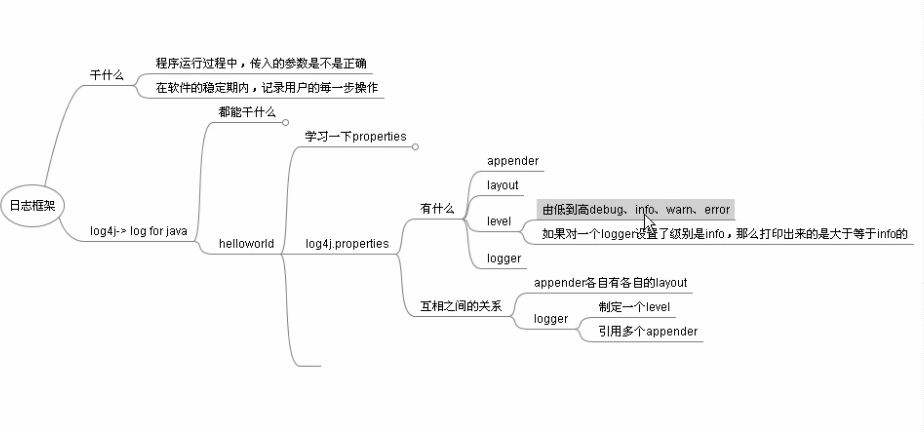 日志框架
干什么
程序运行过程中，传入的参数是不是正确
在软件的稳定期内，记录用户的每一步操作
log4j-> log for java
都能干什么
helloworld
学习一下properties
log4j.properties
有什么
appender
layout
level
由低到高debug、info、warn、error
如果对一个logger设置了级别是info，那么打印出来的是大于等于info的
logger
互相之间的关系
appender各自有各自的layout
logger
制定一个level
引用多个appender